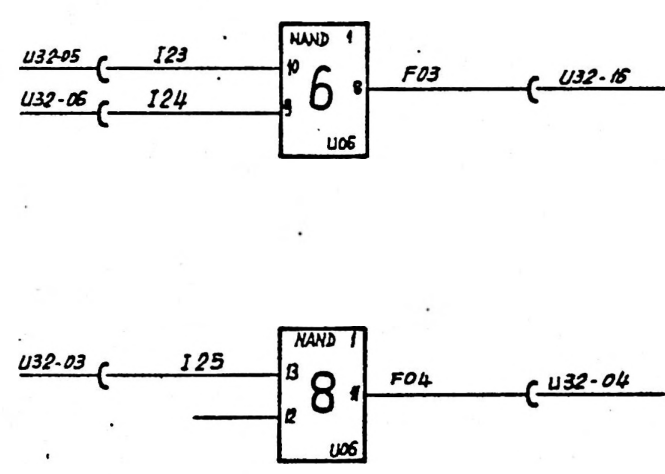 NAND 1
U32-05 I23 10
6 8 F03 U32-16
U32-06 I24 9
U06
NAND 1
U32-03 I25 13
8 11 F04 U32-04
12
U06